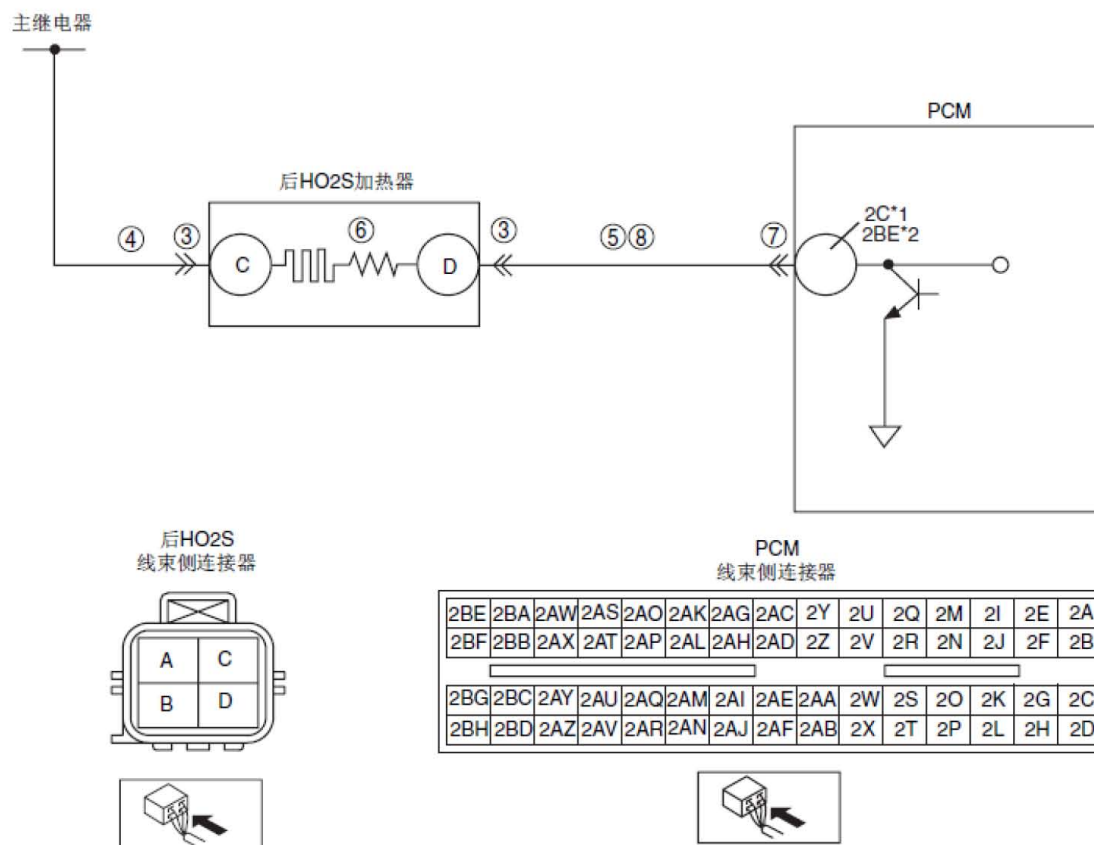 主继电器
PCM
后HO2S加热器
2C*1
2BE*2
④ ③ C ⑥ D ③ ⑤⑧ ⑦
后HO2S
线束侧连接器
PCM
线束侧连接器
A C
B D
2BE 2BA 2AW 2AS 2AO 2AK 2AG 2AC 2Y 2U 2Q 2M 2I 2E 2A
2BF 2BB 2AX 2AT 2AP 2AL 2AH 2AD 2Z 2V 2R 2N 2J 2F 2B
2BG 2BC 2AY 2AU 2AQ 2AM 2AI 2AE 2AA 2W 2S 2O 2K 2G 2C
2BH 2BD 2AZ 2AV 2AR 2AN 2AJ 2AF 2AB 2X 2T 2P 2L 2H 2D